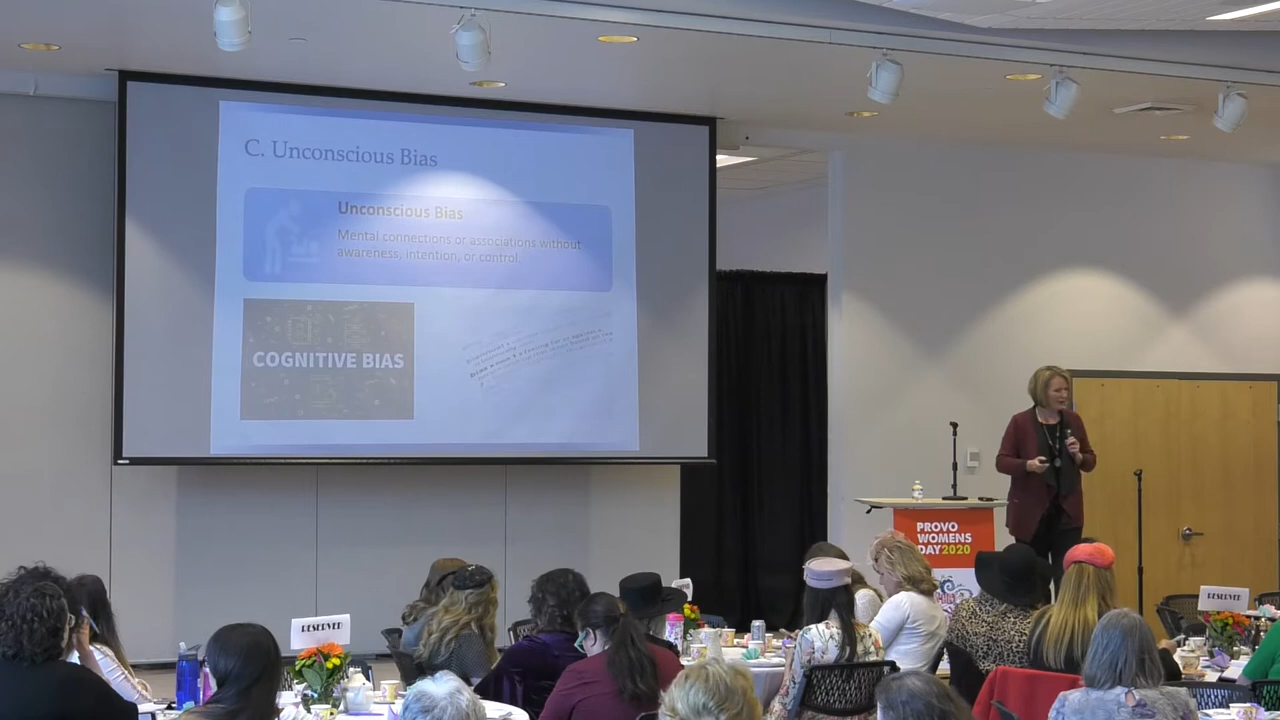 C. Unconscious Bias
Unconscious Bias
Mental connections or associations without
awareness, intention, or control.
COGNITIVE BIAS
PROVO
WOMENS
DAY2020
RESERVED
RESERVED